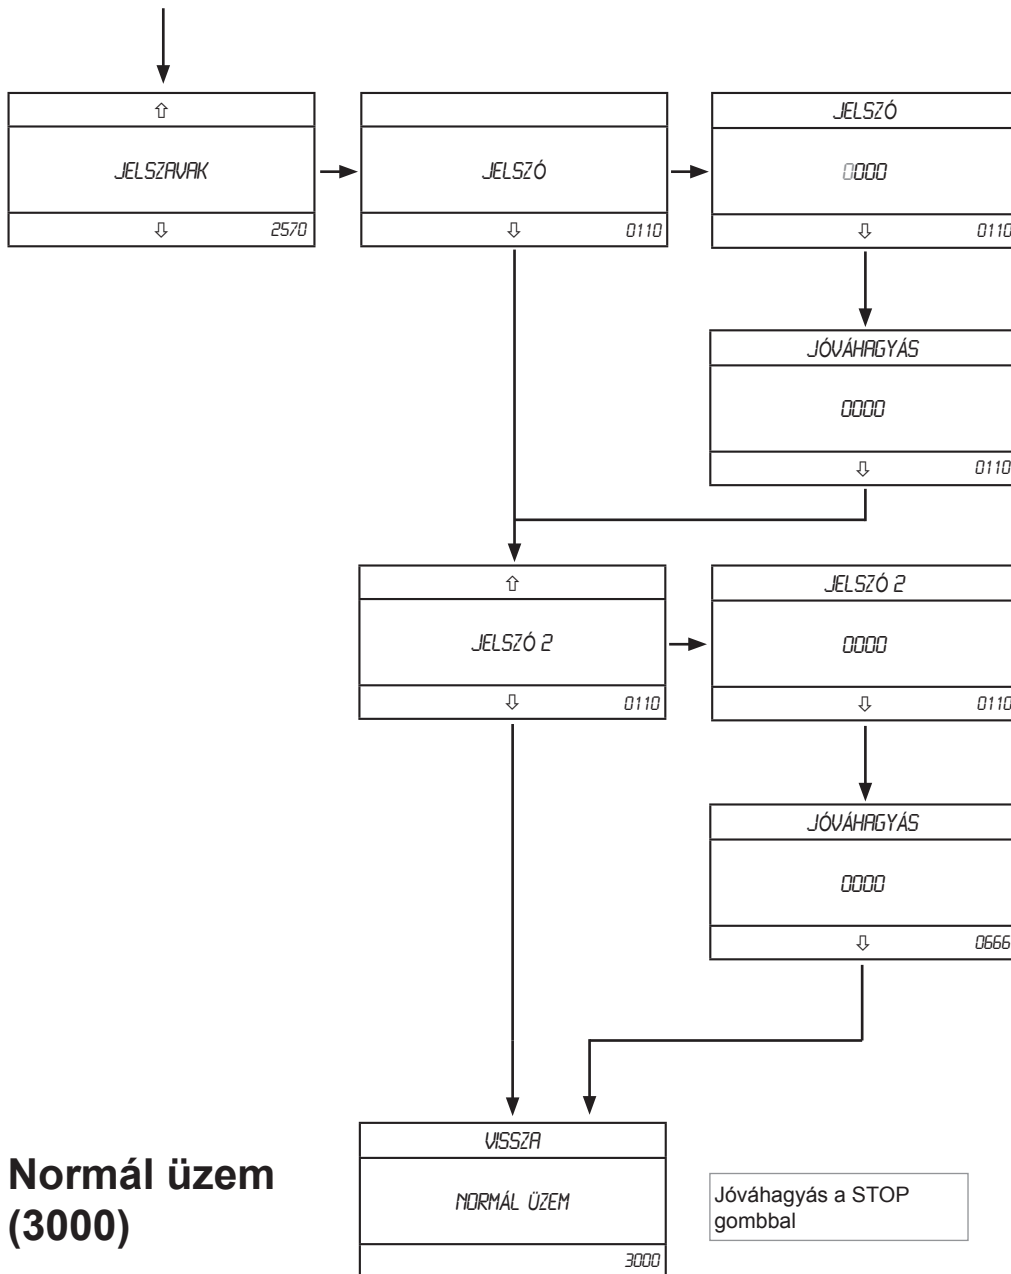 ⇧
JELSZAVAK
⇩ 2570
JELSZÓ
⇩ 0110
JELSZÓ
0000
⇩ 0110
JÓVÁHAGYÁS
0000
⇩ 0110
⇧
JELSZÓ 2
⇩ 0110
JELSZÓ 2
0000
⇩ 0110
JÓVÁHAGYÁS
0000
⇩ 0666
VISSZA
NORMÁL ÜZEM
3000
Normál üzem
(3000)
Jóváhagyás a STOP
gombbal